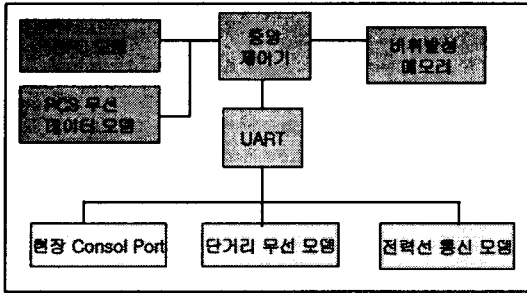 모뎀
중앙
제어기
비휘발성
메모리
PCS 무선
데이터 모뎀
UART
현장 Consol Port
단거리 무선 모뎀
전력선 통신 모뎀